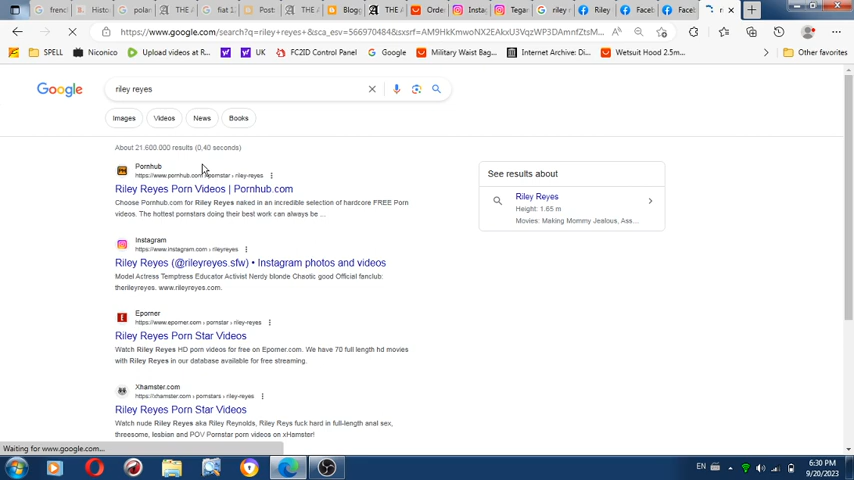 frenc
Histo
polar
THE A
fiat 1
Posts
THE A
Blogg
THE A
Orde
Insta
Tegar
riley r
Riley
Facel
Facel
riley
https://www.google.com/search?q=riley+reyes+&sca_esv=566970484&sxsrf=AM9HkKmwoNX2EAkxU3VqzWP3DAmnfZtsM...
SPELL
Niconico
Upload videos at R...
UK
FC2ID Control Panel
Google
Military Waist Bag...
Internet Archive: Di...
Wetsuit Hood 2.5m...
Other favorites
Google
riley reyes
Images
Videos
News
Books
About 21.600.000 results (0,40 seconds)
Pornhub
https://www.pornhub.com › pornstar › riley-reyes
Riley Reyes Porn Videos | Pornhub.com
Choose Pornhub.com for Riley Reyes naked in an incredible selection of hardcore FREE Porn
videos. The hottest pornstars doing their best work can always be ...
Instagram
https://www.instagram.com › rileyreyes
Riley Reyes (@rileyreyes.sfw) • Instagram photos and videos
Model Actress Temptress Educator Activist Nerdy blonde Chaotic good Official fanclub:
therileyreyes. www.rileyreyes.com.
Eporner
https://www.eporner.com › pornstar › riley-reyes
Riley Reyes Porn Star Videos
Watch Riley Reyes HD porn videos for free on Eporner.com. We have 70 full length hd movies
with Riley Reyes in our database available for free streaming.
Xhamster.com
https://xhamster.com › pornstars › riley-reyes
Riley Reyes Porn Star Videos
Watch nude Riley Reyes aka Riley Reynolds, Riley Reys fuck hard in full-length anal sex,
threesome, lesbian and POV Pornstar porn videos on xHamster!
See results about
Riley Reyes
Height: 1.65 m
Movies: Making Mommy Jealous, Ass...
Waiting for www.google.com...
EN
6:30 PM
9/20/2023